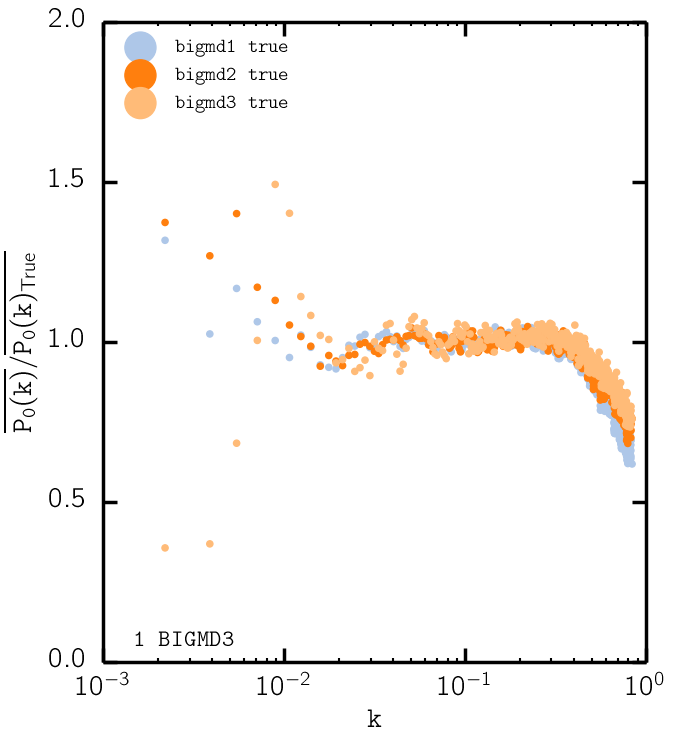 2.0
bigmd1 true
bigmd2 true
bigmd3 true
1.5
1.0
0.5
0.0
P₀(k)/P₀(k)True
1 BIGMD3
10⁻³ 10⁻² 10⁻¹ 10⁰
k